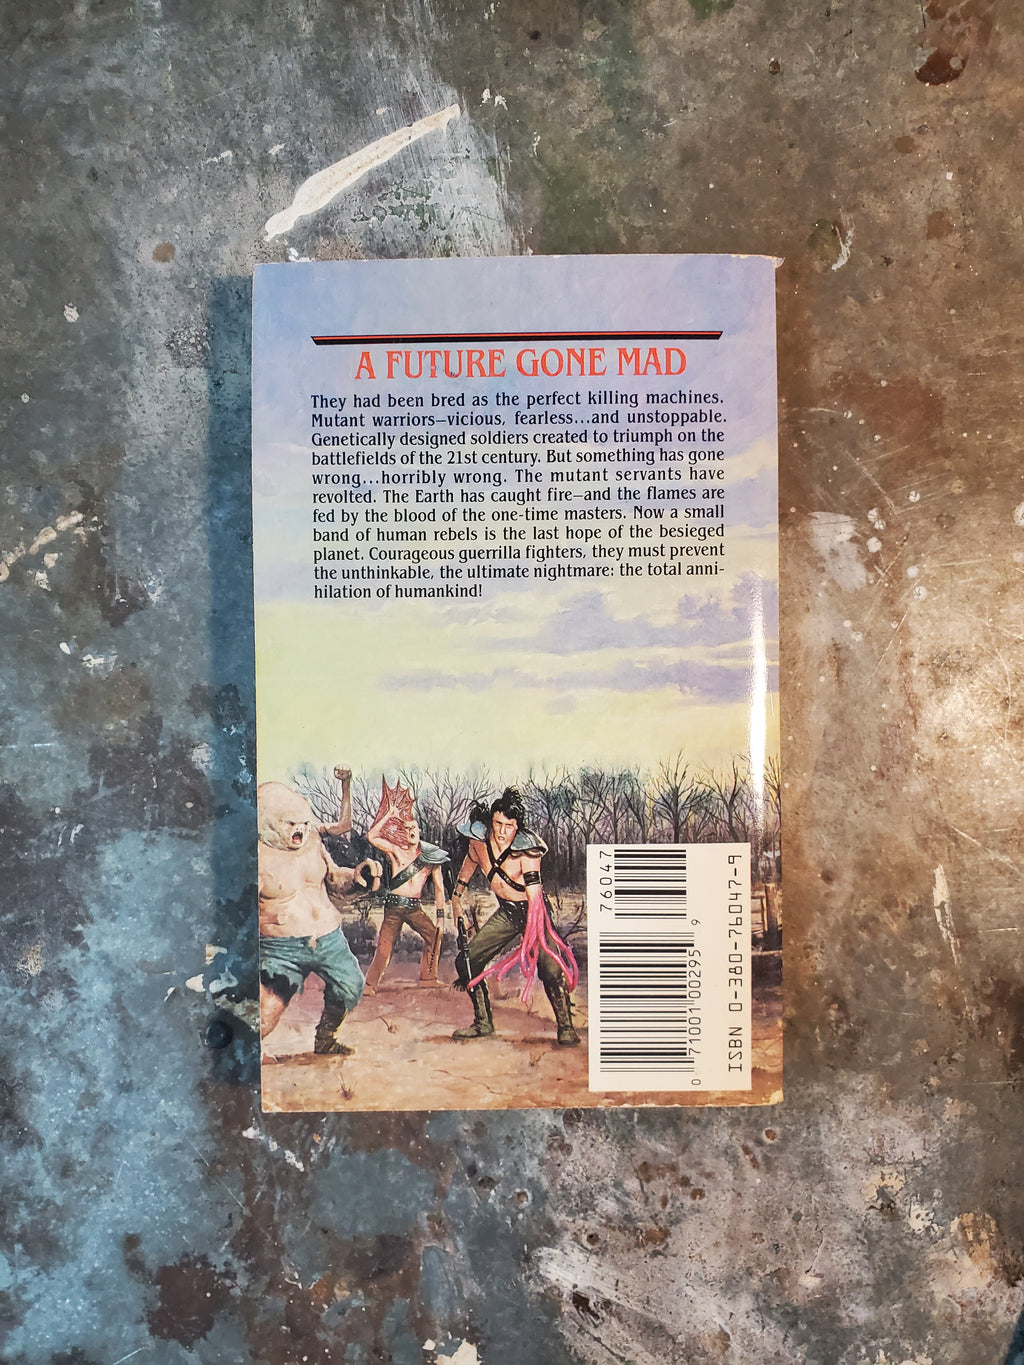 A FUTURE GONE MAD
They had been bred as the perfect killing machines.
Mutant warriors—vicious, fearless...and unstoppable.
Genetically designed soldiers created to triumph on the
battlefields of the 21st century. But something has gone
wrong...horribly wrong. The mutant servants have
revolted. The Earth has caught fire—and the flames are
fed by the blood of the one-time masters. Now a small
band of human rebels is the last hope of the besieged
planet. Courageous guerrilla fighters, they must prevent
the unthinkable, the ultimate nightmare: the total anni-
hilation of humankind!
76047
0 71001 00295 9
ISBN 0-380-76047-9